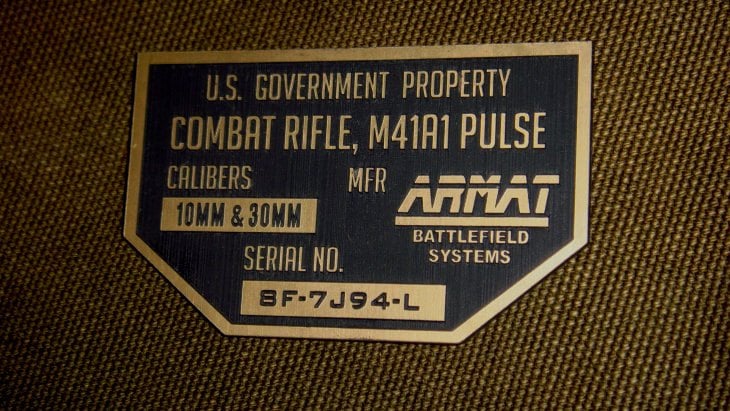 U.S. GOVERNMENT PROPERTY
COMBAT RIFLE, M41A1 PULSE
CALIBERS MFR ARMAT
10MM & 30MM
BATTLEFIELD
SYSTEMS
SERIAL NO.
8F-7J94-L